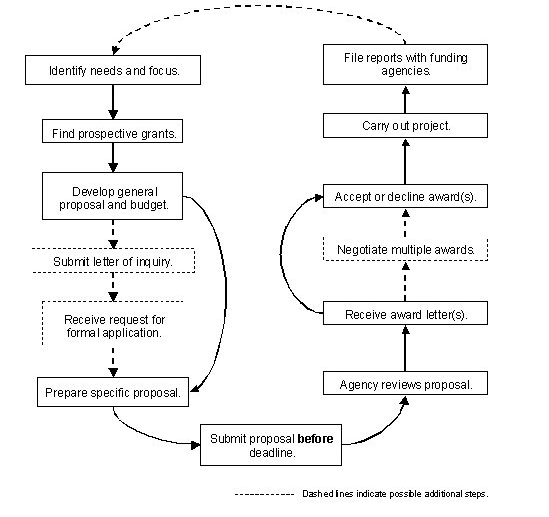 Identify needs and focus.
Find prospective grants.
Develop general
proposal and budget.
Submit letter of inquiry.
Receive request for
formal application.
Prepare specific proposal.
Submit proposal before
deadline.
Agency reviews proposal.
Receive award letter(s).
Negotiate multiple awards.
Accept or decline award(s).
Carry out project.
File reports with funding
agencies.
Dashed lines indicate possible additional steps.